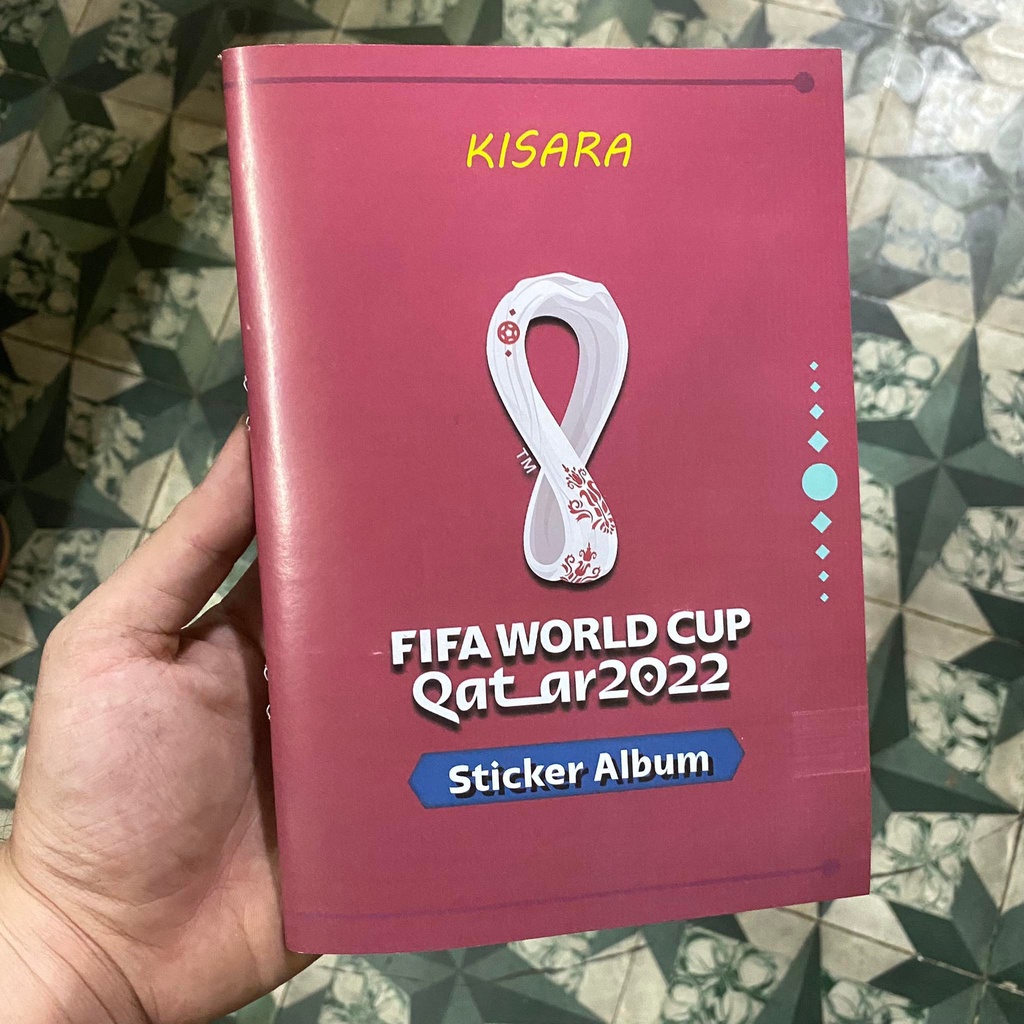 KISARA
TM
FIFA WORLD CUP
Qatar2022
Sticker Album